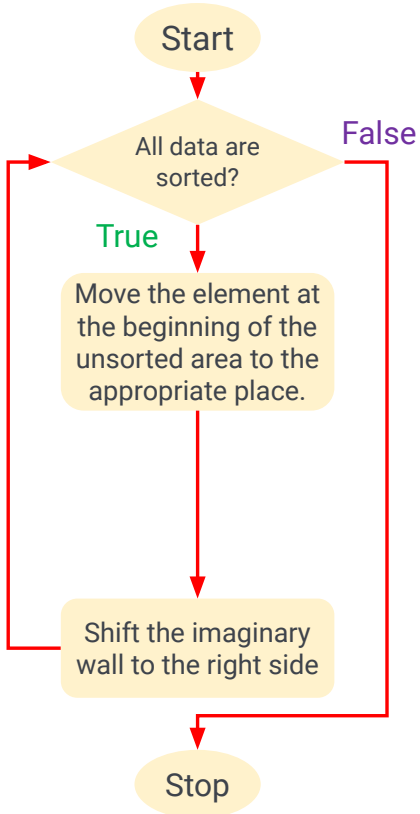 Start
All data are
sorted?
False
True
Move the element at
the beginning of the
unsorted area to the
appropriate place.
Shift the imaginary
wall to the right side
Stop